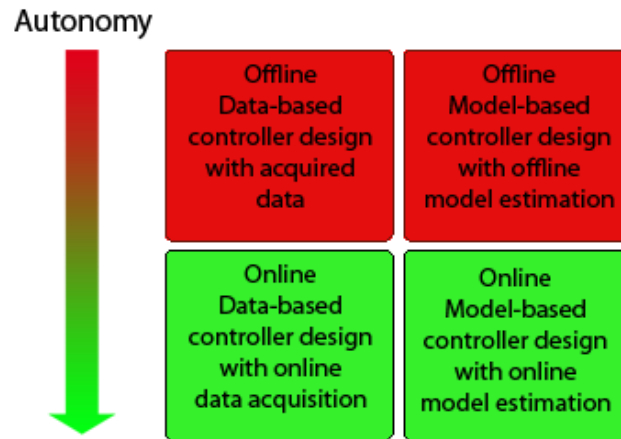 Autonomy
Offline
Data-based
controller design
with acquired
data
Offline
Model-based
controller design
with offline
model estimation
Online
Data-based
controller design
with online
data acquisition
Online
Model-based
controller design
with online
model estimation